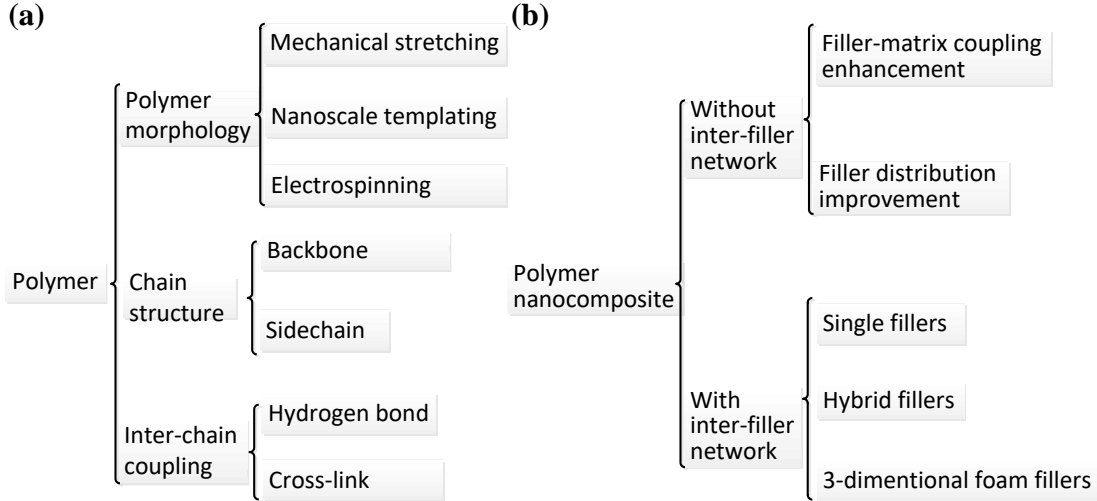 (a)
Polymer
Polymer
morphology
Mechanical stretching
Nanoscale templating
Electrospinning
Chain
structure
Backbone
Sidechain
Inter-chain
coupling
Hydrogen bond
Cross-link
(b)
Polymer
nanocomposite
Without
inter-filler
network
Filler-matrix coupling
enhancement
Filler distribution
improvement
With
inter-filler
network
Single fillers
Hybrid fillers
3-dimentional foam fillers